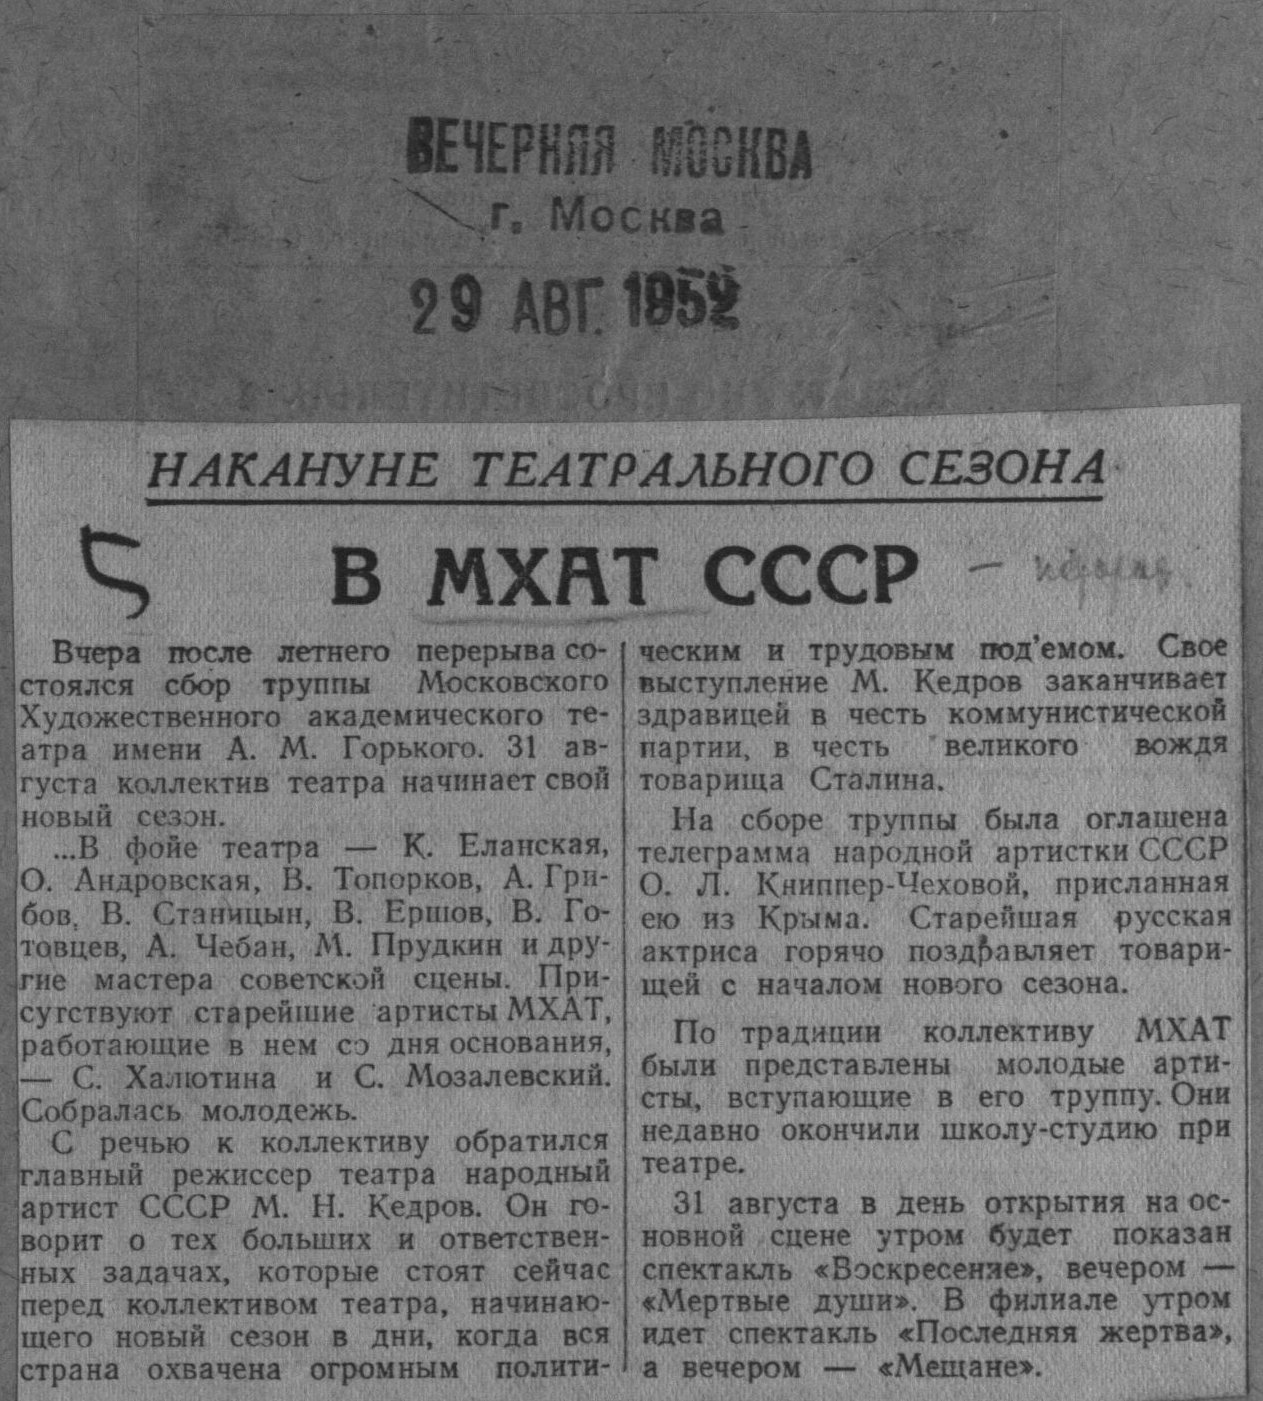 ВЕЧЕРНЯЯ МОСКВА
г. Москва
29 АВГ. 1952
НАКАНУНЕ ТЕАТРАЛЬНОГО СЕЗОНА
В МХАТ СССР
Вчера после летнего перерыва со-
стоялся сбор труппы Московского
Художественного академического те-
атра имени А. М. Горького. 31 ав-
густа коллектив театра начинает свой
новый сезон.
...В фойе театра — К. Еланская,
О. Андровская, В. Топорков, А. Гри-
бов, В. Станицын, В. Ершов, В. Го-
товцев, А. Чебан, М. Прудкин и дру-
гие мастера советской сцены. При-
сутствуют старейшие артисты МХАТ,
работающие в нем со дня основания,
— С. Халютина и С. Мозалевский.
Собралась молодежь.
С речью к коллективу обратился
главный режиссер театра народный
артист СССР М. Н. Кедров. Он го-
ворит о тех больших и ответствен-
ных задачах, которые стоят сейчас
перед коллективом театра, начинаю-
щего новый сезон в дни, когда вся
страна охвачена огромным полити-
ческим и трудовым под'емом. Свое
выступление М. Кедров заканчивает
здравицей в честь коммунистической
партии, в честь великого вождя
товарища Сталина.
На сборе труппы была оглашена
телеграмма народной артистки СССР
О. Л. Книппер-Чеховой, присланная
ею из Крыма. Старейшая русская
актриса горячо поздравляет товари-
щей с началом нового сезона.
По традиции коллективу МХАТ
были представлены молодые арти-
сты, вступающие в его труппу. Они
недавно окончили школу-студию при
театре.
31 августа в день открытия на ос-
новной сцене утром будет показан
спектакль «Воскресение», вечером —
«Мертвые души». В филиале утром
идет спектакль «Последняя жертва»,
а вечером — «Мещане».